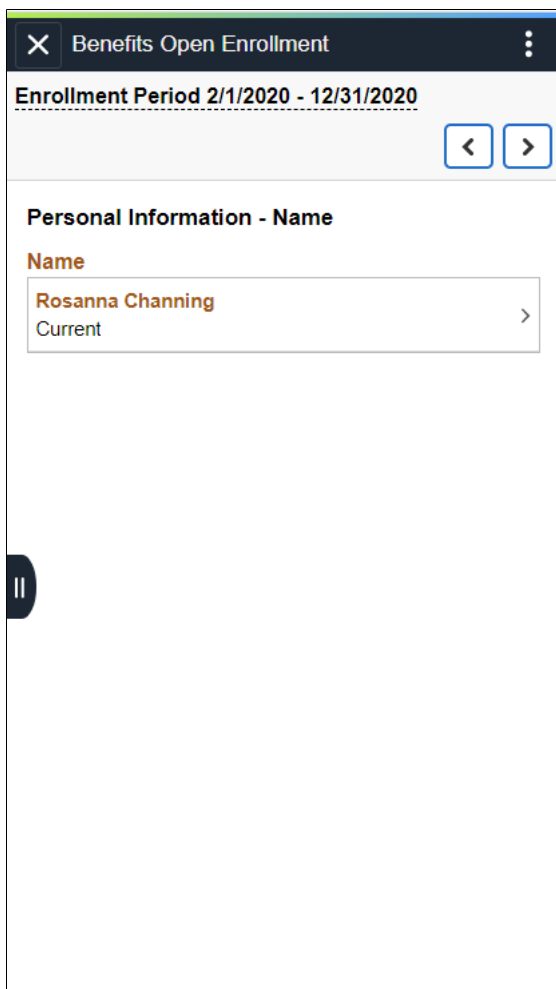 Benefits Open Enrollment
Enrollment Period 2/1/2020 - 12/31/2020
Personal Information - Name
Name
Rosanna Channing
Current